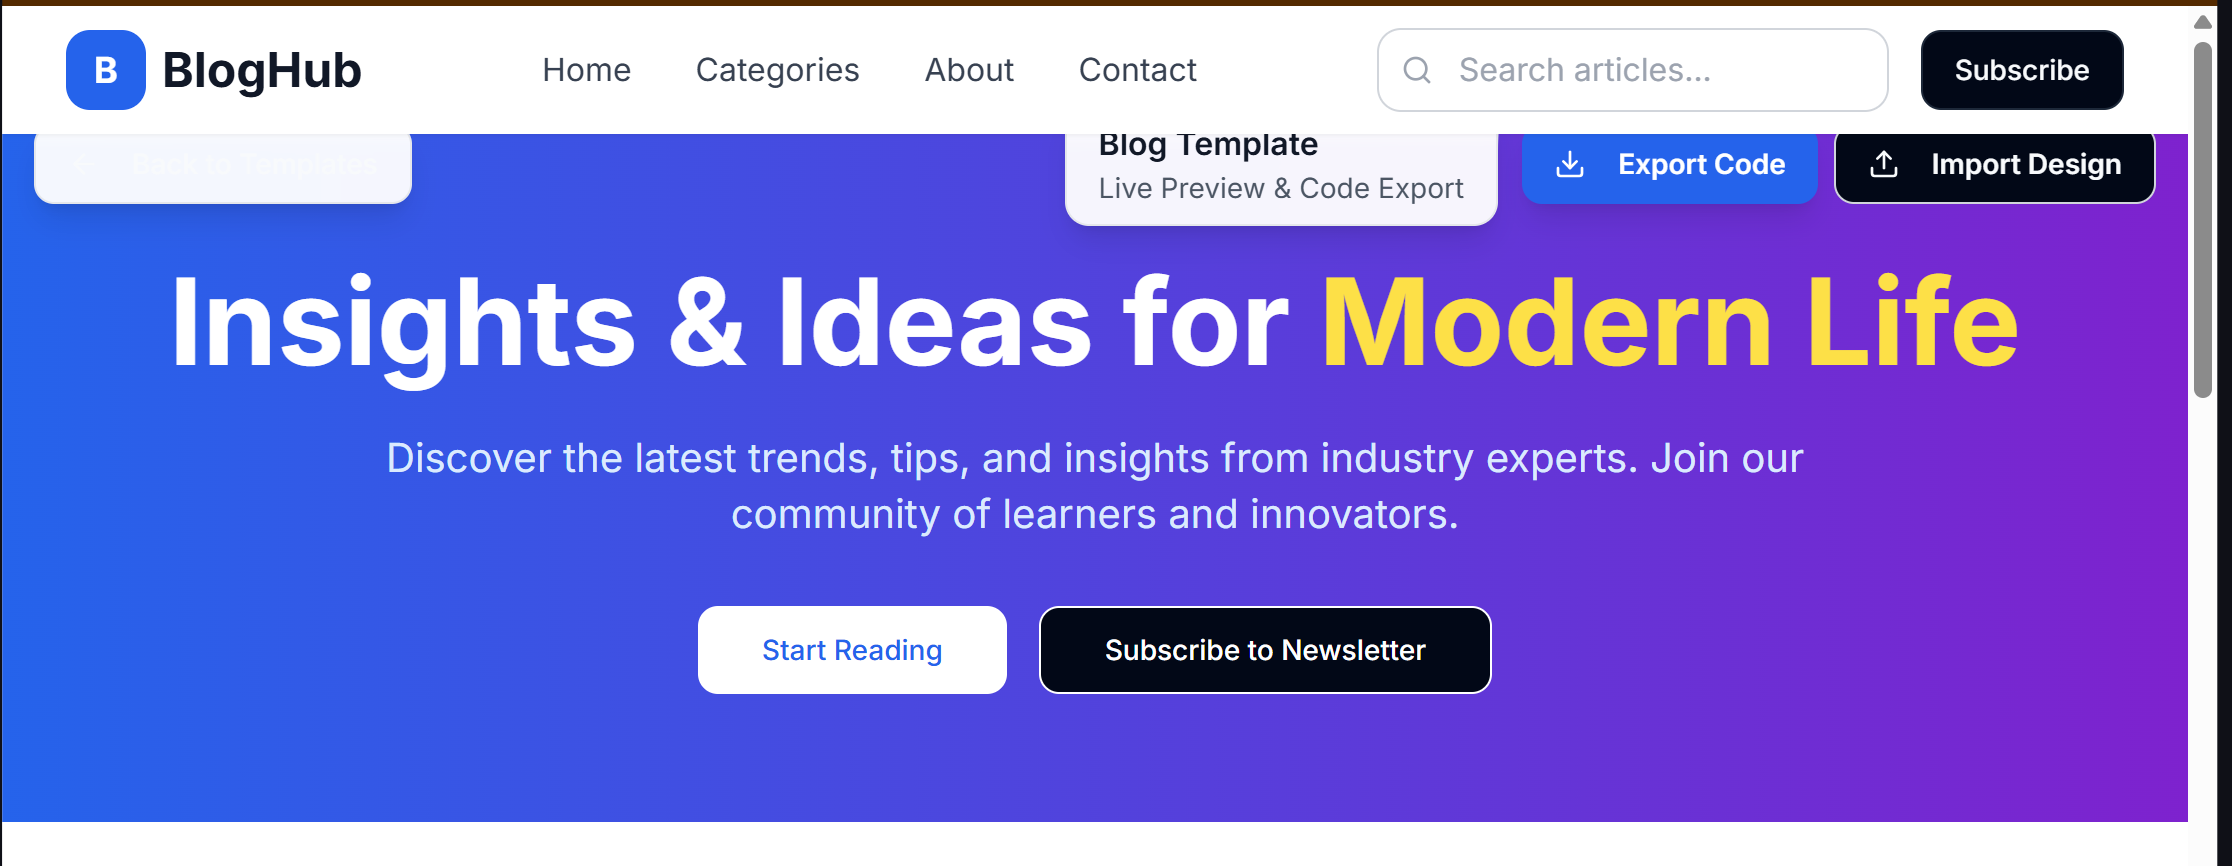 B BlogHub Home Categories About Contact Search articles... Subscribe
Back to Templates
Blog Template
Live Preview & Code Export
Export Code
Import Design
Insights & Ideas for Modern Life
Discover the latest trends, tips, and insights from industry experts. Join our
community of learners and innovators.
Start Reading
Subscribe to Newsletter